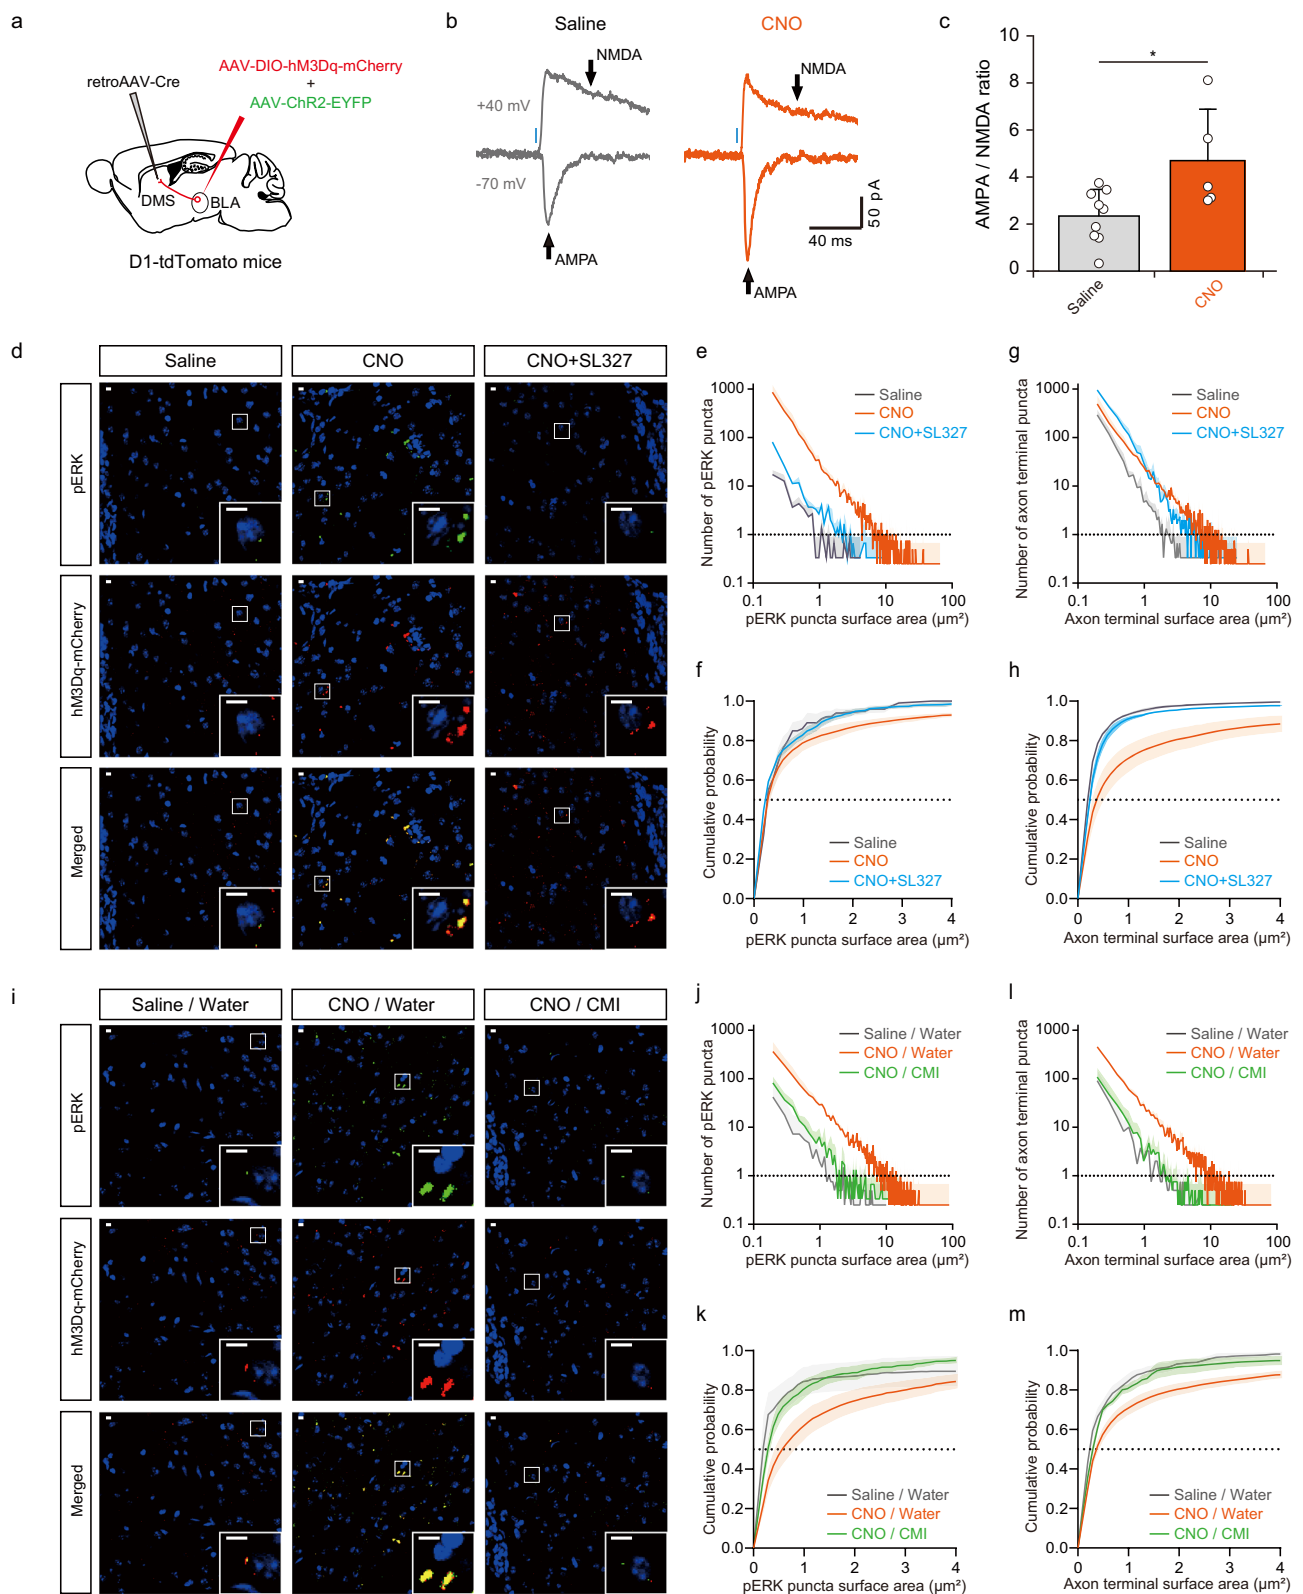 a
retroAAV-Cre
AAV-DIO-hM3Dq-mCherry
+
AAV-ChR2-EYFP
DMS
BLA
D1-tdTomato mice
b
Saline
CNO
NMDA
NMDA
+40 mV
-70 mV
AMPA
AMPA
50 pA
40 ms
c
AMPA / NMDA ratio
10
8
6
4
2
0
*
Saline
CNO
d
Saline
CNO
CNO+SL327
pERK
hM3Dq-mCherry
Merged
e
Number of pERK puncta
1000
100
10
1
0.1
Saline
CNO
CNO+SL327
0.1 1 10 100
pERK puncta surface area (µm²)
g
Number of axon terminal puncta
1000
100
10
1
0.1
Saline
CNO
CNO+SL327
0.1 1 10 100
Axon terminal surface area (µm²)
f
Cumulative probability
1.0
0.8
0.6
0.4
0.2
0.0
Saline
CNO
CNO+SL327
0 1 2 3 4
pERK puncta surface area (µm²)
h
Cumulative probability
1.0
0.8
0.6
0.4
0.2
0.0
Saline
CNO
CNO+SL327
0 1 2 3 4
Axon terminal surface area (µm²)
i
Saline / Water
CNO / Water
CNO / CMI
pERK
hM3Dq-mCherry
Merged
j
Number of pERK puncta
1000
100
10
1
0.1
Saline / Water
CNO / Water
CNO / CMI
0.1 1 10 100
pERK puncta surface area (µm²)
l
Number of axon terminal puncta
1000
100
10
1
0.1
Saline / Water
CNO / Water
CNO / CMI
0.1 1 10 100
Axon terminal surface area (µm²)
k
Cumulative probability
1.0
0.8
0.6
0.4
0.2
0.0
Saline / Water
CNO / Water
CNO / CMI
0 1 2 3 4
pERK puncta surface area (µm²)
m
Cumulative probability
1.0
0.8
0.6
0.4
0.2
0.0
Saline / Water
CNO / Water
CNO / CMI
0 1 2 3 4
Axon terminal surface area (µm²)